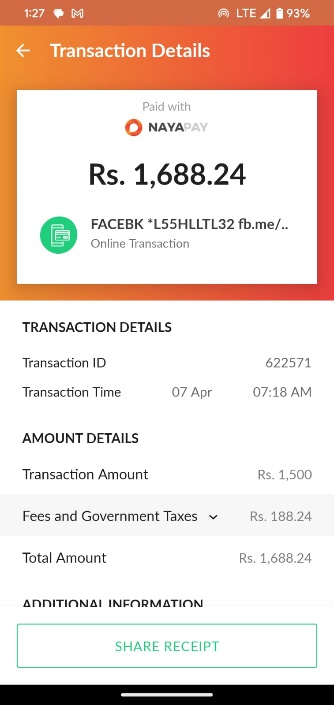 1:27 LTE 93%
Transaction Details
Paid with
NAYAPAY
Rs. 1,688.24
FACEBK *L55HLLTL32 fb.me/..
Online Transaction
TRANSACTION DETAILS
Transaction ID 622571
Transaction Time 07 Apr 07:18 AM
AMOUNT DETAILS
Transaction Amount Rs. 1,500
Fees and Government Taxes Rs. 188.24
Total Amount Rs. 1,688.24
ADDITIONAL INFORMATION
SHARE RECEIPT